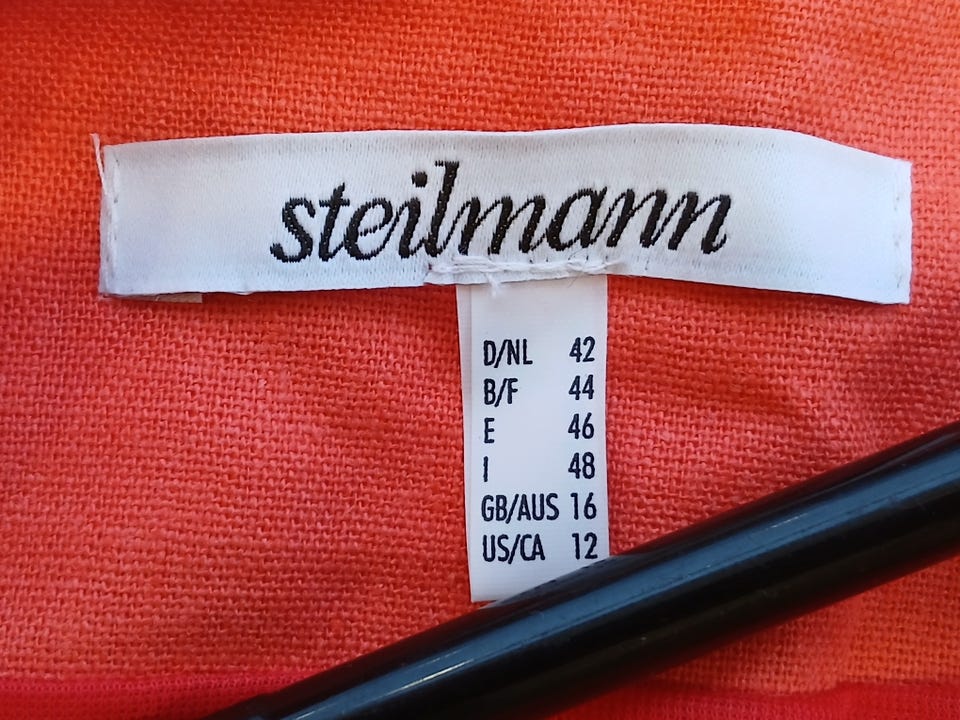 steilmann
D/NL 42
B/F 44
E 46
I 48
GB/AUS 16
US/CA 12